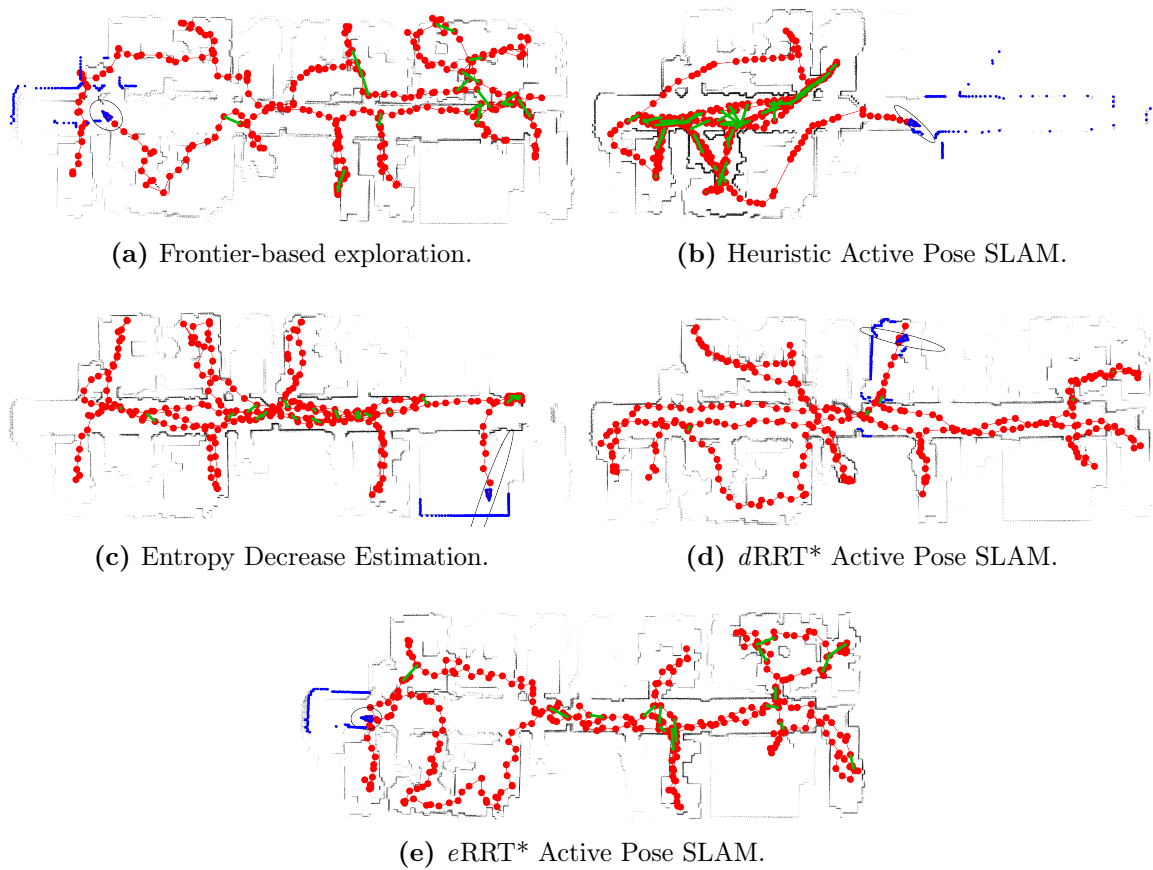 (a) Frontier-based exploration.
(b) Heuristic Active Pose SLAM.
(c) Entropy Decrease Estimation.
(d) dRRT* Active Pose SLAM.
(e) eRRT* Active Pose SLAM.